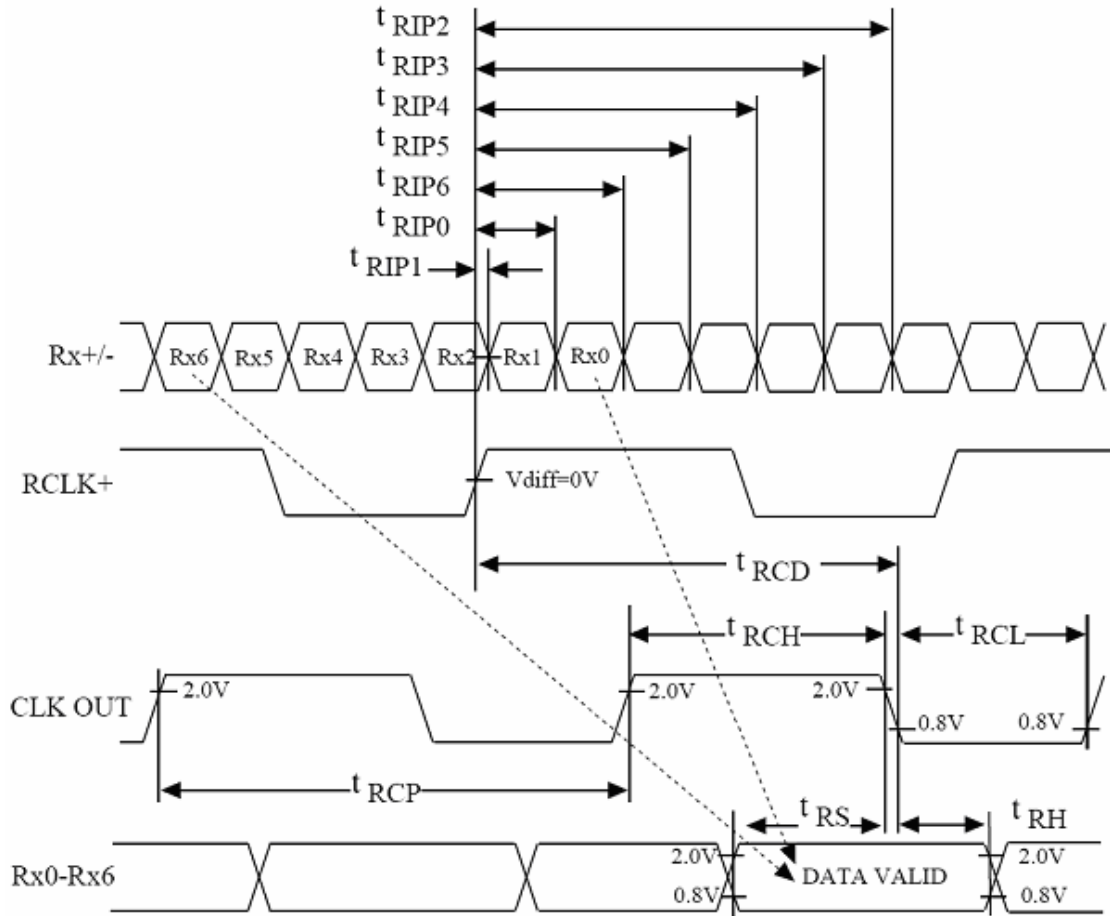 t RIP2
t RIP3
t RIP4
t RIP5
t RIP6
t RIP0
t RIP1
Rx+/- Rx6 Rx5 Rx4 Rx3 Rx2 Rx1 Rx0
RCLK+ Vdiff=0V
t RCD
t RCH t RCL
CLK OUT 2.0V 2.0V 2.0V 0.8V 0.8V
t RCP
t RS t RH
Rx0-Rx6 2.0V DATA VALID 2.0V
0.8V 0.8V